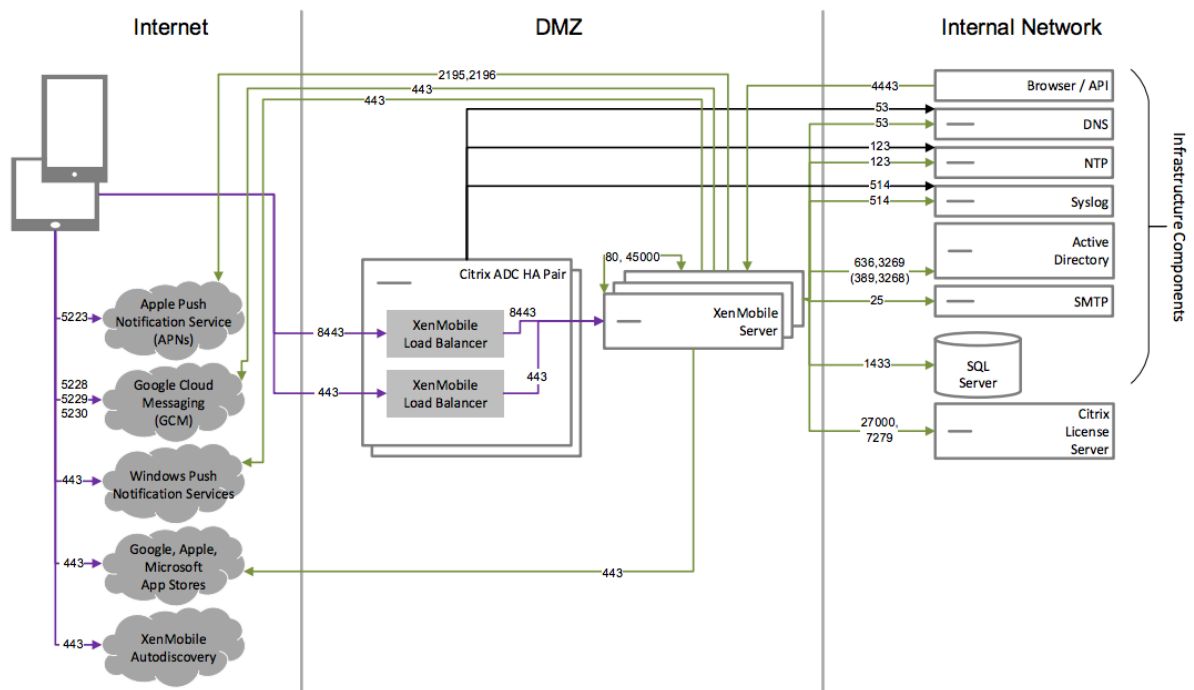 Internet
DMZ
Internal Network
2195,2196
443
443
4443
Browser / API
53
53
DNS
123
123
NTP
514
514
Syslog
636,3269
(389,3268)
Active
Directory
25
SMTP
1433
SQL
Server
27000,
7279
Citrix
License
Server
Infrastructure Components
80, 45000
Citrix ADC HA Pair
XenMobile
Load Balancer
8443
8443
XenMobile
Server
443
XenMobile
Load Balancer
443
5223
Apple Push
Notification Service
(APNs)
5228
5229
5230
Google Cloud
Messaging
(GCM)
443
Windows Push
Notification Services
443
Google, Apple,
Microsoft
App Stores
443
443
XenMobile
Autodiscovery